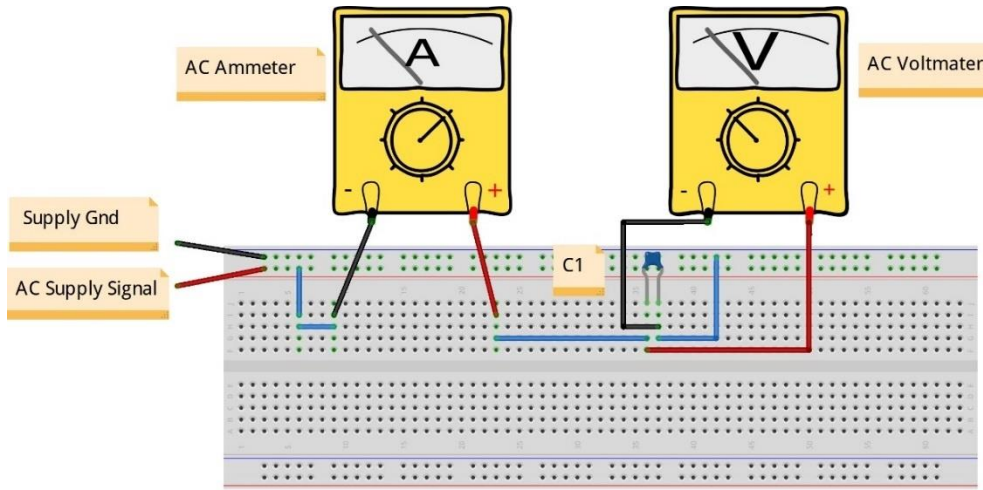 AC Ammeter
A
V
AC Voltmater
- +
- +
Supply Gnd
AC Supply Signal
C1